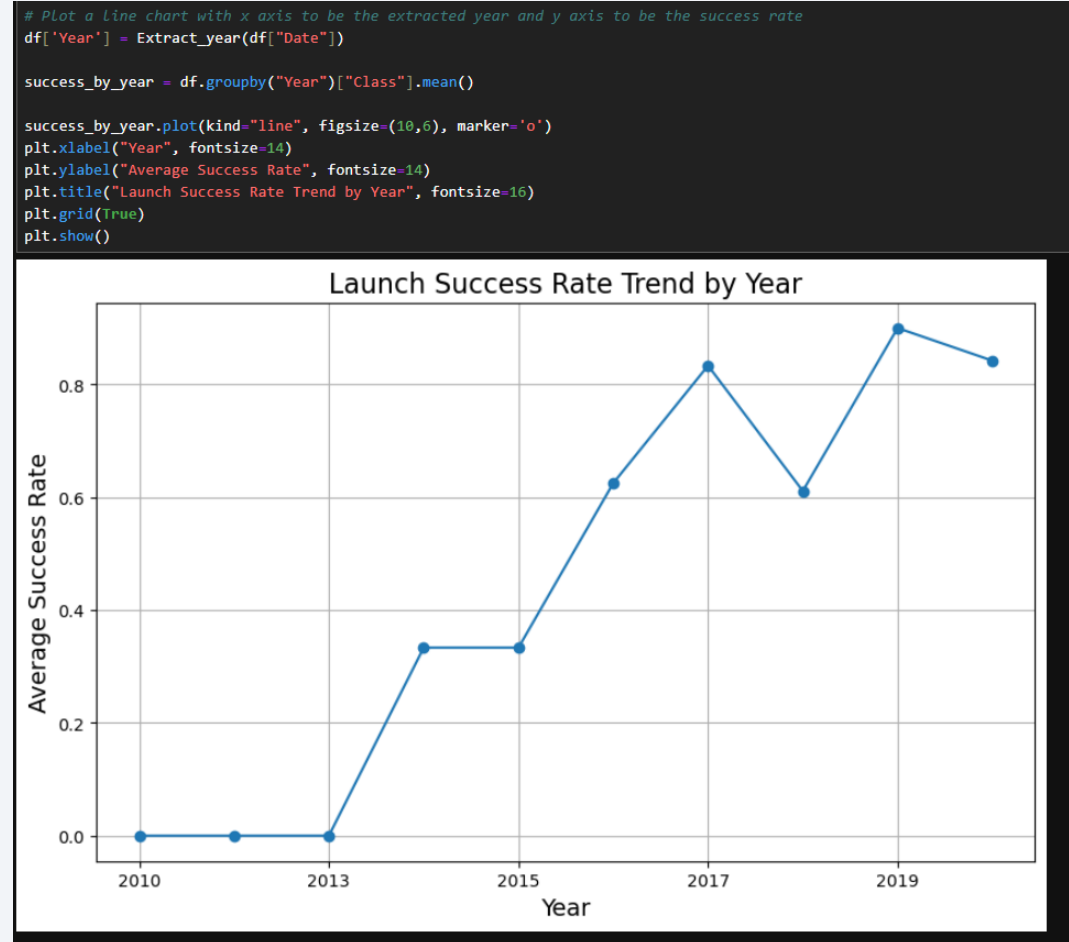 # Plot a line chart with x axis to be the extracted year and y axis to be the success rate
df['Year'] = Extract_year(df["Date"])
success_by_year = df.groupby("Year")["Class"].mean()
success_by_year.plot(kind="line", figsize=(10,6), marker='o')
plt.xlabel("Year", fontsize=14)
plt.ylabel("Average Success Rate", fontsize=14)
plt.title("Launch Success Rate Trend by Year", fontsize=16)
plt.grid(True)
plt.show()
Launch Success Rate Trend by Year
Average Success Rate
0.8
0.6
0.4
0.2
0.0
2010 2013 2015 2017 2019
Year